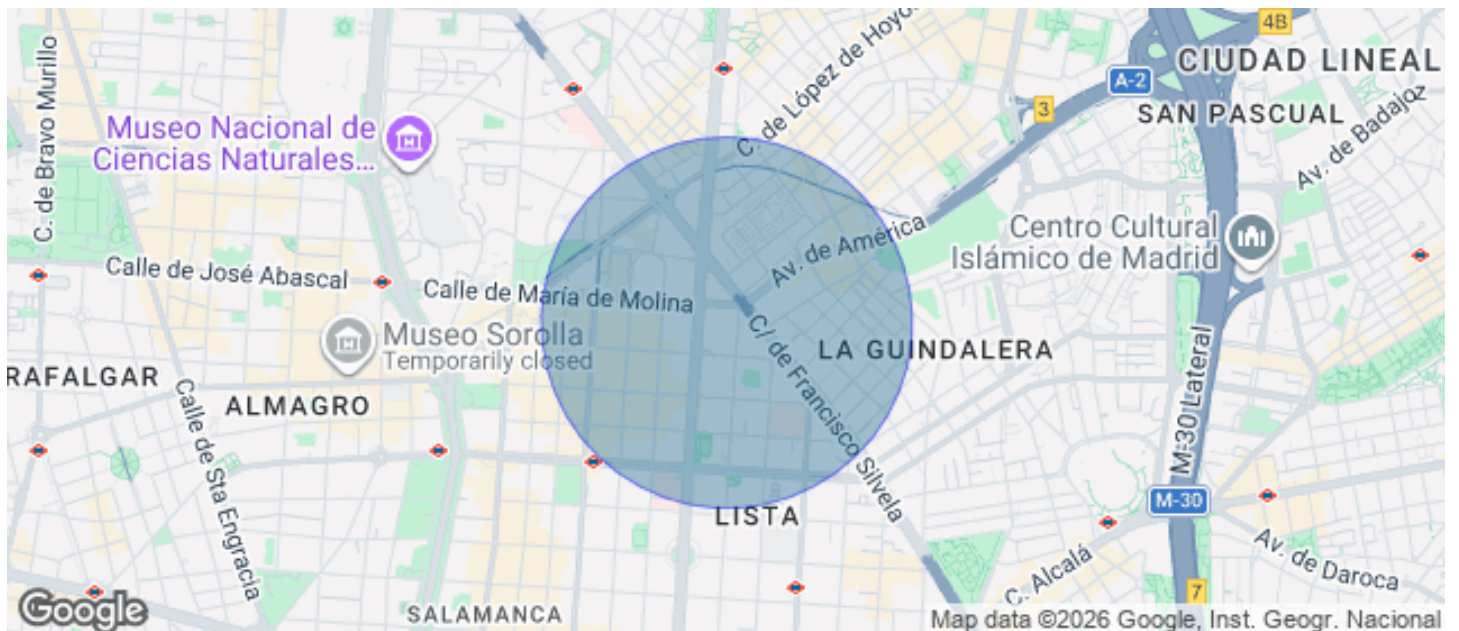 4B
CIUDAD LINEAL
A-2
SAN PASCUAL
3
C. de Bravo Murillo
Museo Nacional de
Ciencias Naturales...
C. de López de Hoyos
Av. de Badajoz
Centro Cultural
Islámico de Madrid
Av. de América
Calle de José Abascal
Calle de María de Molina
Museo Sorolla
Temporarily closed
C/ de Francisco Silvela
LA GUINDALERA
RAFALGAR
ALMAGRO
Calle de Sta Engracia
M-30 Lateral
M-30
LISTA
Av. de Daroca
C. Alcalá
7
SALAMANCA
Google
Map data ©2026 Google, Inst. Geogr. Nacional